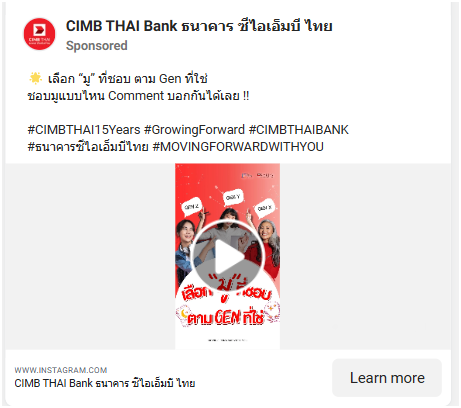 CIMB THAI Bank ธนาคาร ซีไอเอ็มบี ไทย
CIMB THAI
Sponsored
🌟 เลือก “มู” ที่ชอบ ตาม Gen ที่ใช่
ชอบมูแบบไหน Comment บอกกันได้เลย !!
#CIMBTHAI15Years #GrowingForward #CIMBTHAIBANK
#ธนาคารซีไอเอ็มบีไทย #MOVINGFORWARDWITHYOU
GEN Z
GEN Y
GEN X
เลือก “มู” ที่ชอบ
ตาม GEN ที่ใช่
WWW.INSTAGRAM.COM
CIMB THAI Bank ธนาคาร ซีไอเอ็มบี ไทย
Learn more